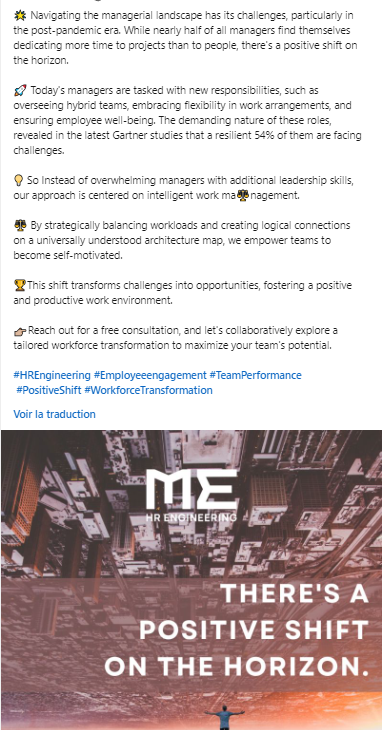 💥 Navigating the managerial landscape has its challenges, particularly in
the post-pandemic era. While nearly half of all managers find themselves
dedicating more time to projects than to people, there's a positive shift on
the horizon.
🚀 Today's managers are tasked with new responsibilities, such as
overseeing hybrid teams, embracing flexibility in work arrangements, and
ensuring employee well-being. The demanding nature of these roles,
revealed in the latest Gartner studies that a resilient 54% of them are facing
challenges.
💡 So Instead of overwhelming managers with additional leadership skills,
our approach is centered on intelligent work ma⚖️nagement.
⚖️ By strategically balancing workloads and creating logical connections
on a universally understood architecture map, we empower teams to
become self-motivated.
🏆This shift transforms challenges into opportunities, fostering a positive
and productive work environment.
👉🏼Reach out for a free consultation, and let's collaboratively explore a
tailored workforce transformation to maximize your team's potential.
#HREngineering #Employeeengagement #TeamPerformance
#PositiveShift #WorkforceTransformation
Voir la traduction
ME
HR ENGINEERING
THERE'S A
POSITIVE SHIFT
ON THE HORIZON.